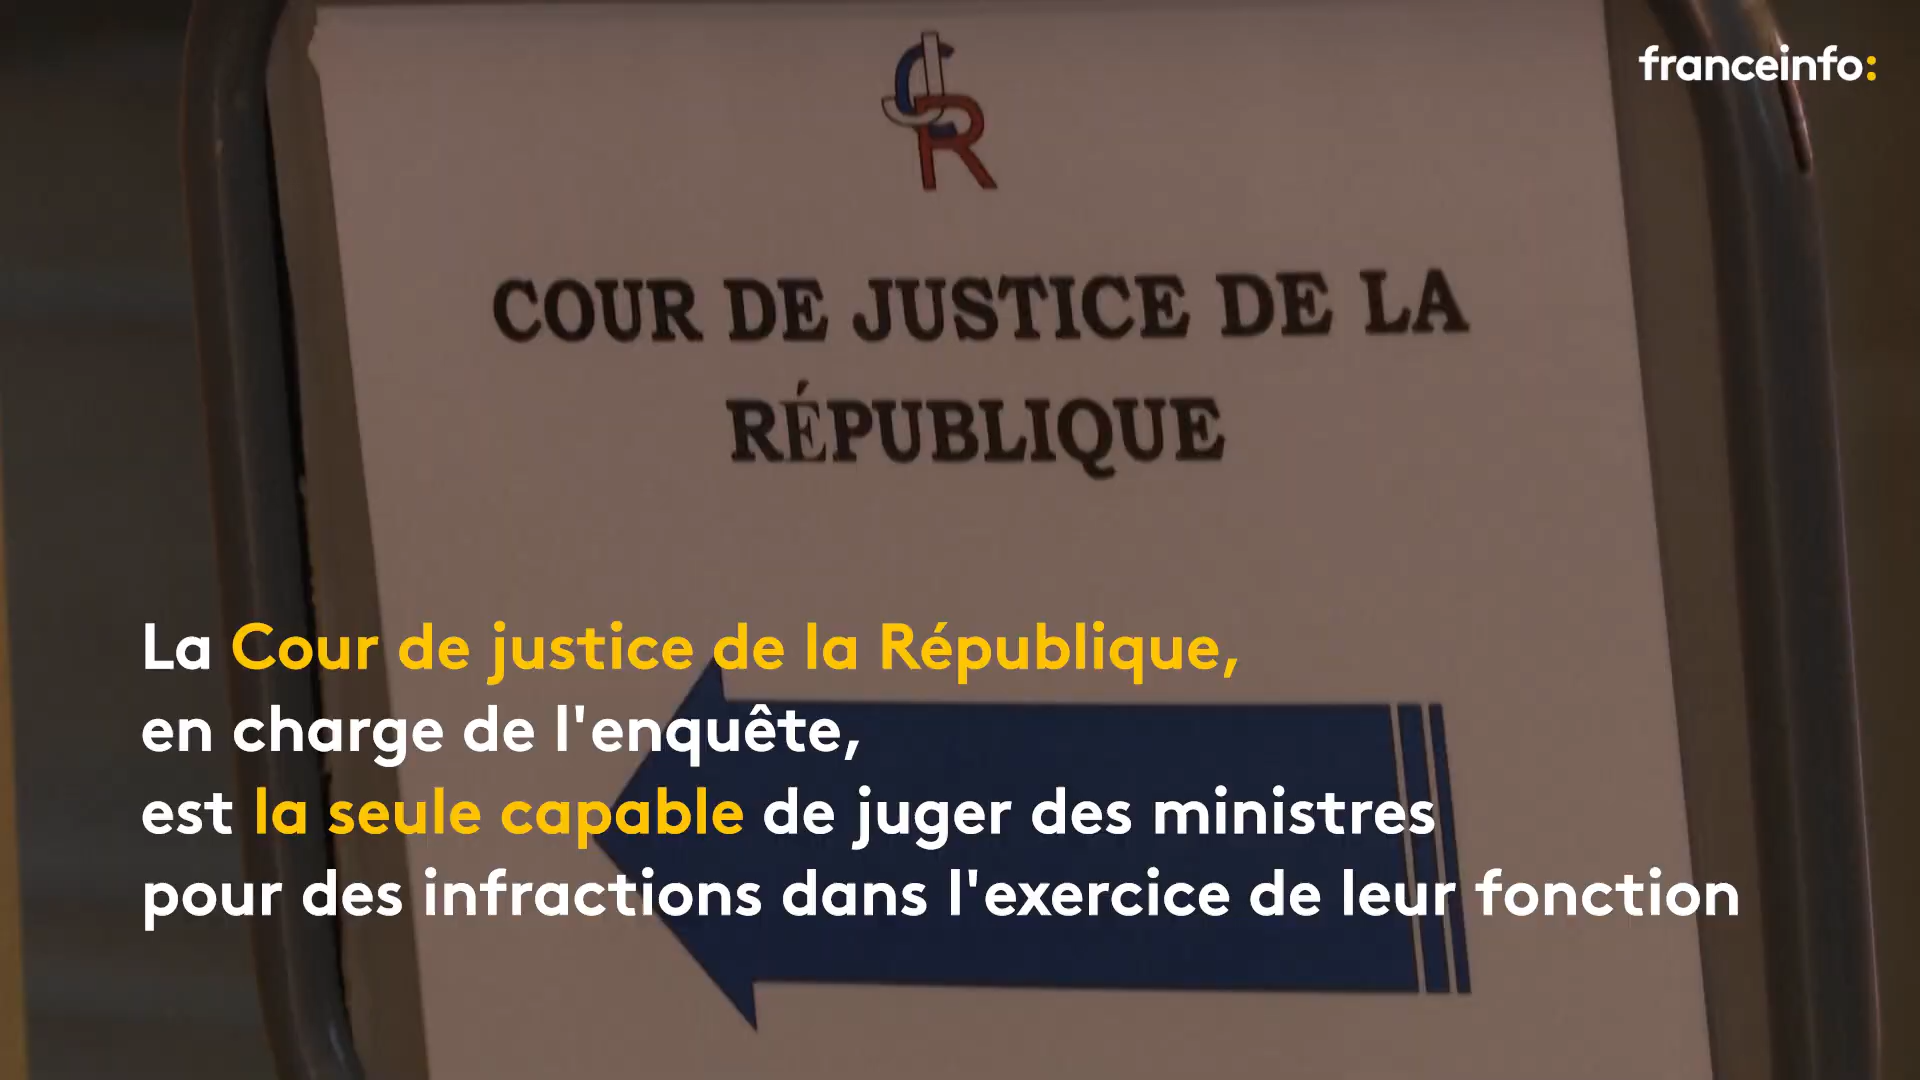 franceinfo:
CJR
COUR DE JUSTICE DE LA
RÉPUBLIQUE
La Cour de justice de la République,
en charge de l'enquête,
est la seule capable de juger des ministres
pour des infractions dans l'exercice de leur fonction